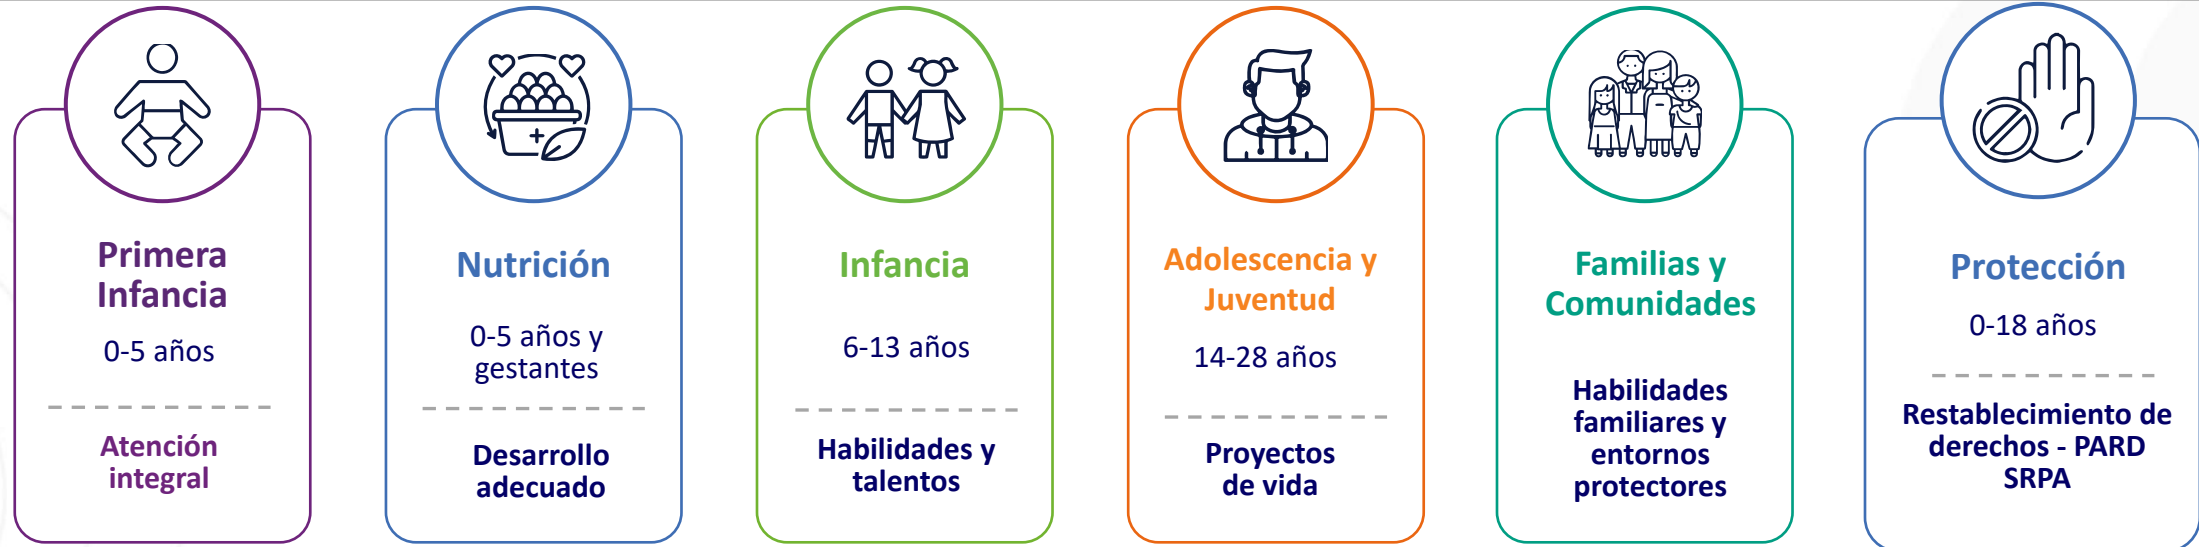 Primera
Infancia
0-5 años
Atención
integral
Nutrición
0-5 años y
gestantes
Desarrollo
adecuado
Infancia
6-13 años
Habilidades y
talentos
Adolescencia y
Juventud
14-28 años
Proyectos
de vida
Familias y
Comunidades
Habilidades
familiares y
entornos
protectores
Protección
0-18 años
Restablecimiento de
derechos - PARD
SRPA